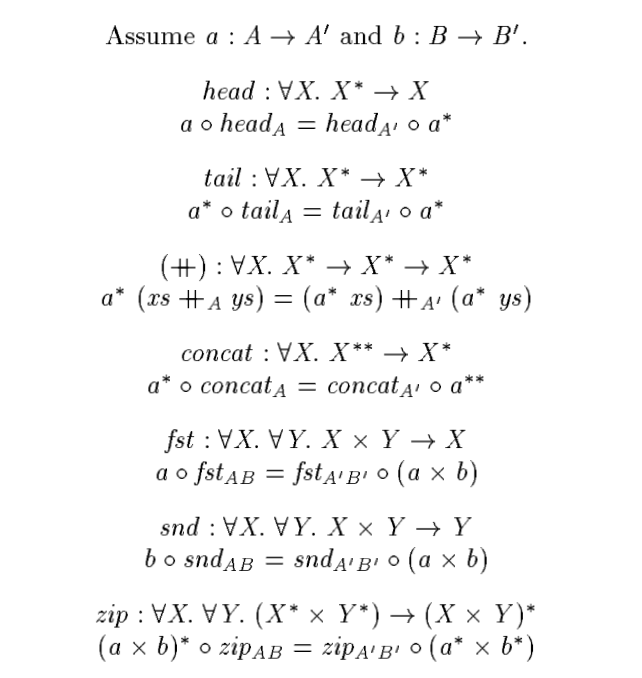 Assume a : A → A′ and b : B → B′.
head : ∀X. X* → X
a ∘ head_A = head_A′ ∘ a*
tail : ∀X. X* → X*
a* ∘ tail_A = tail_A′ ∘ a*
(⧺) : ∀X. X* → X* → X*
a* (xs ⧺_A ys) = (a* xs) ⧺_A′ (a* ys)
concat : ∀X. X** → X*
a* ∘ concat_A = concat_A′ ∘ a**
fst : ∀X. ∀Y. X × Y → X
a ∘ fst_AB = fst_A′B′ ∘ (a × b)
snd : ∀X. ∀Y. X × Y → Y
b ∘ snd_AB = snd_A′B′ ∘ (a × b)
zip : ∀X. ∀Y. (X* × Y*) → (X × Y)*
(a × b)* ∘ zip_AB = zip_A′B′ ∘ (a* × b*)